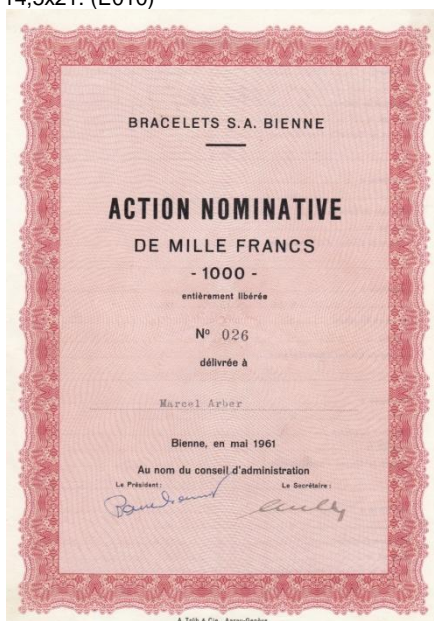 14,5x21. (E010)
BRACELETS S.A. BIENNE
ACTION NOMINATIVE
DE MILLE FRANCS
- 1000 -
entièrement libérée
Nº 026
délivrée à
Marcel Arber
Bienne, en mai 1961
Au nom du conseil d'administration
Le Président: Le Secrétaire: